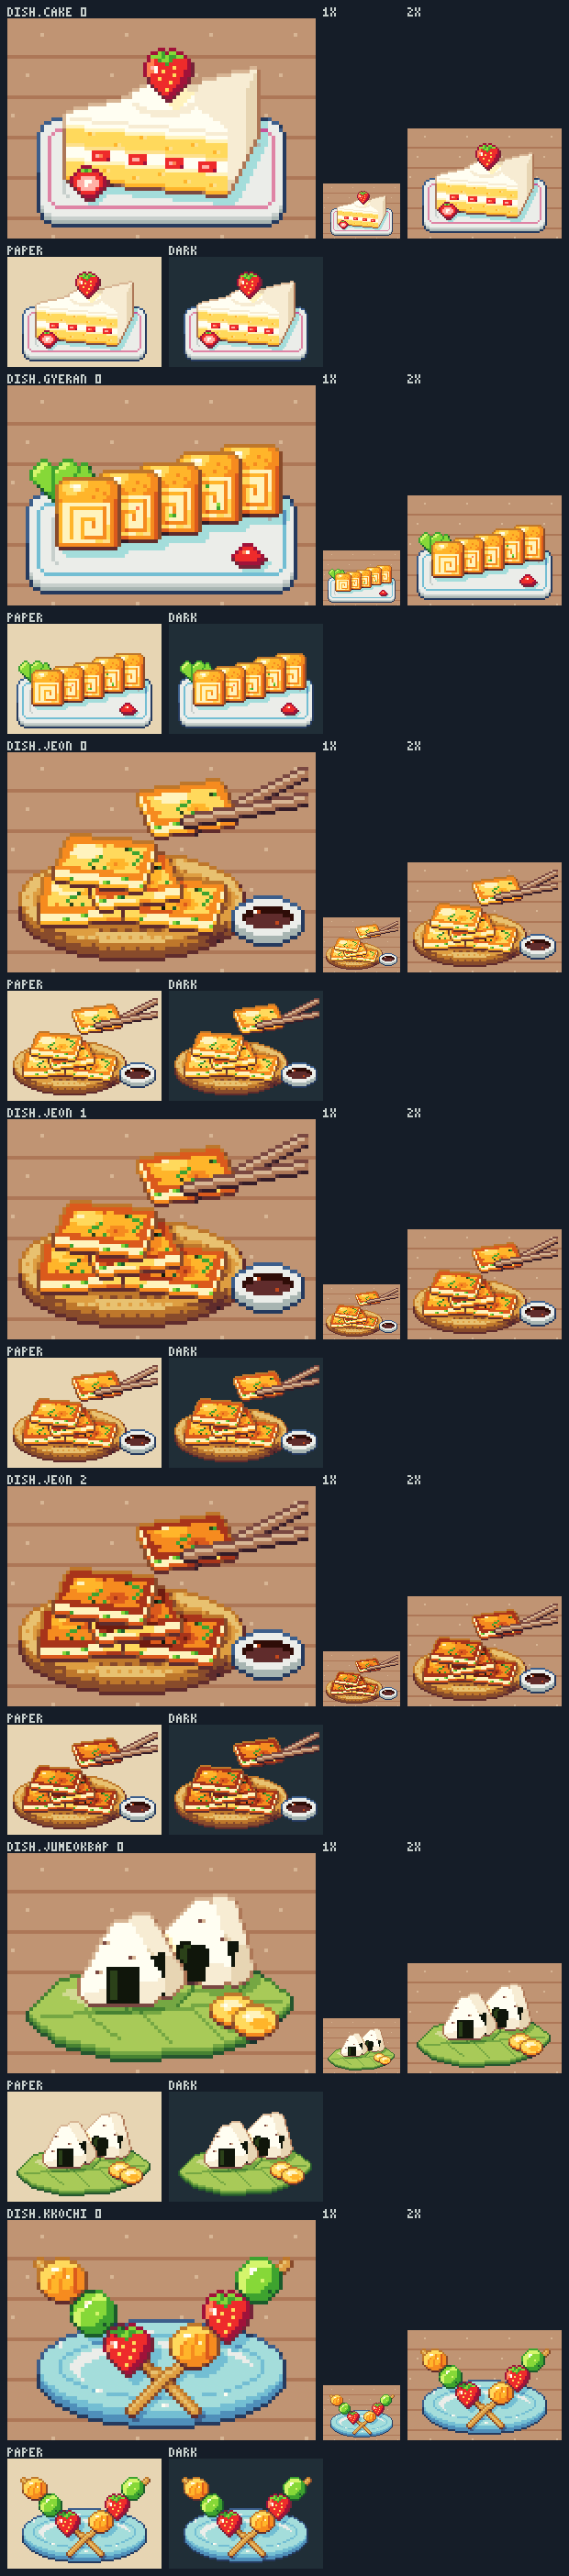 DISH.CAKE 0 1X 2X
PAPER DARK
DISH.GYERAN 0 1X 2X
PAPER DARK
DISH.JEON 0 1X 2X
PAPER DARK
DISH.JEON 1 1X 2X
PAPER DARK
DISH.JEON 2 1X 2X
PAPER DARK
DISH.JUMEOKBAP 0 1X 2X
PAPER DARK
DISH.KKOCHI 0 1X 2X
PAPER DARK